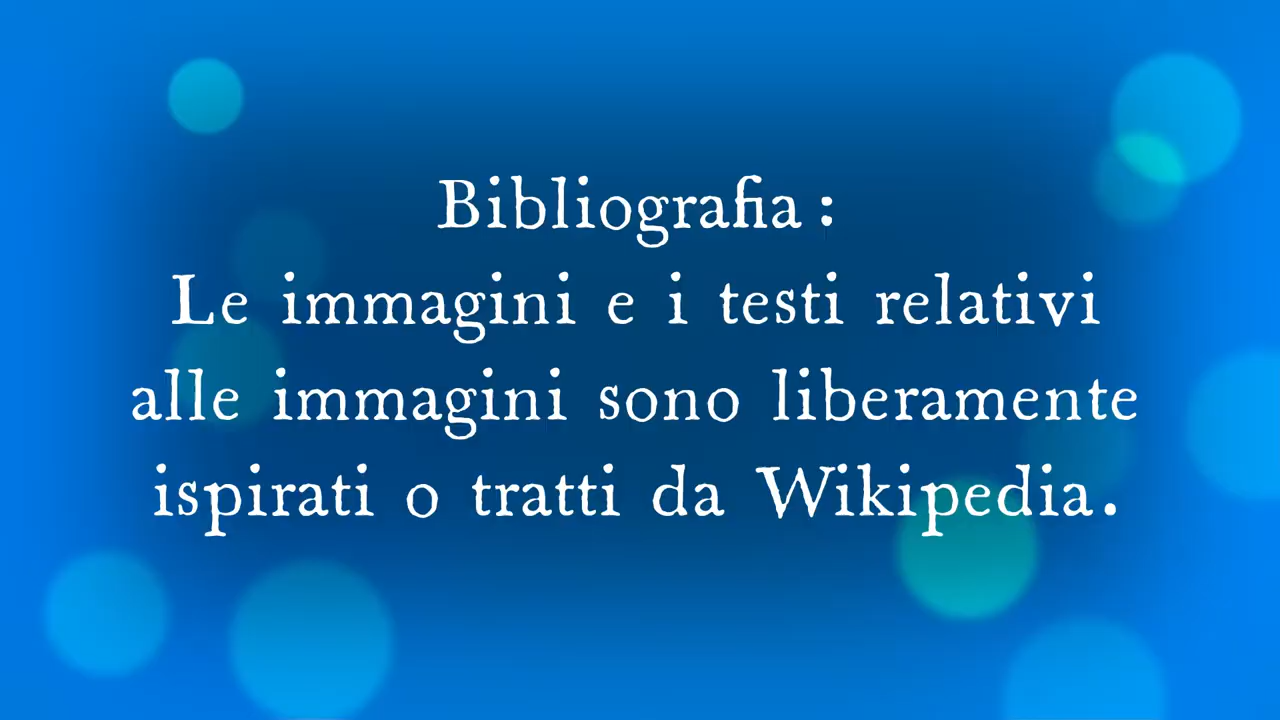 Bibliografia :
Le immagini e i testi relativi
alle immagini sono liberamente
ispirati o tratti da Wikipedia.